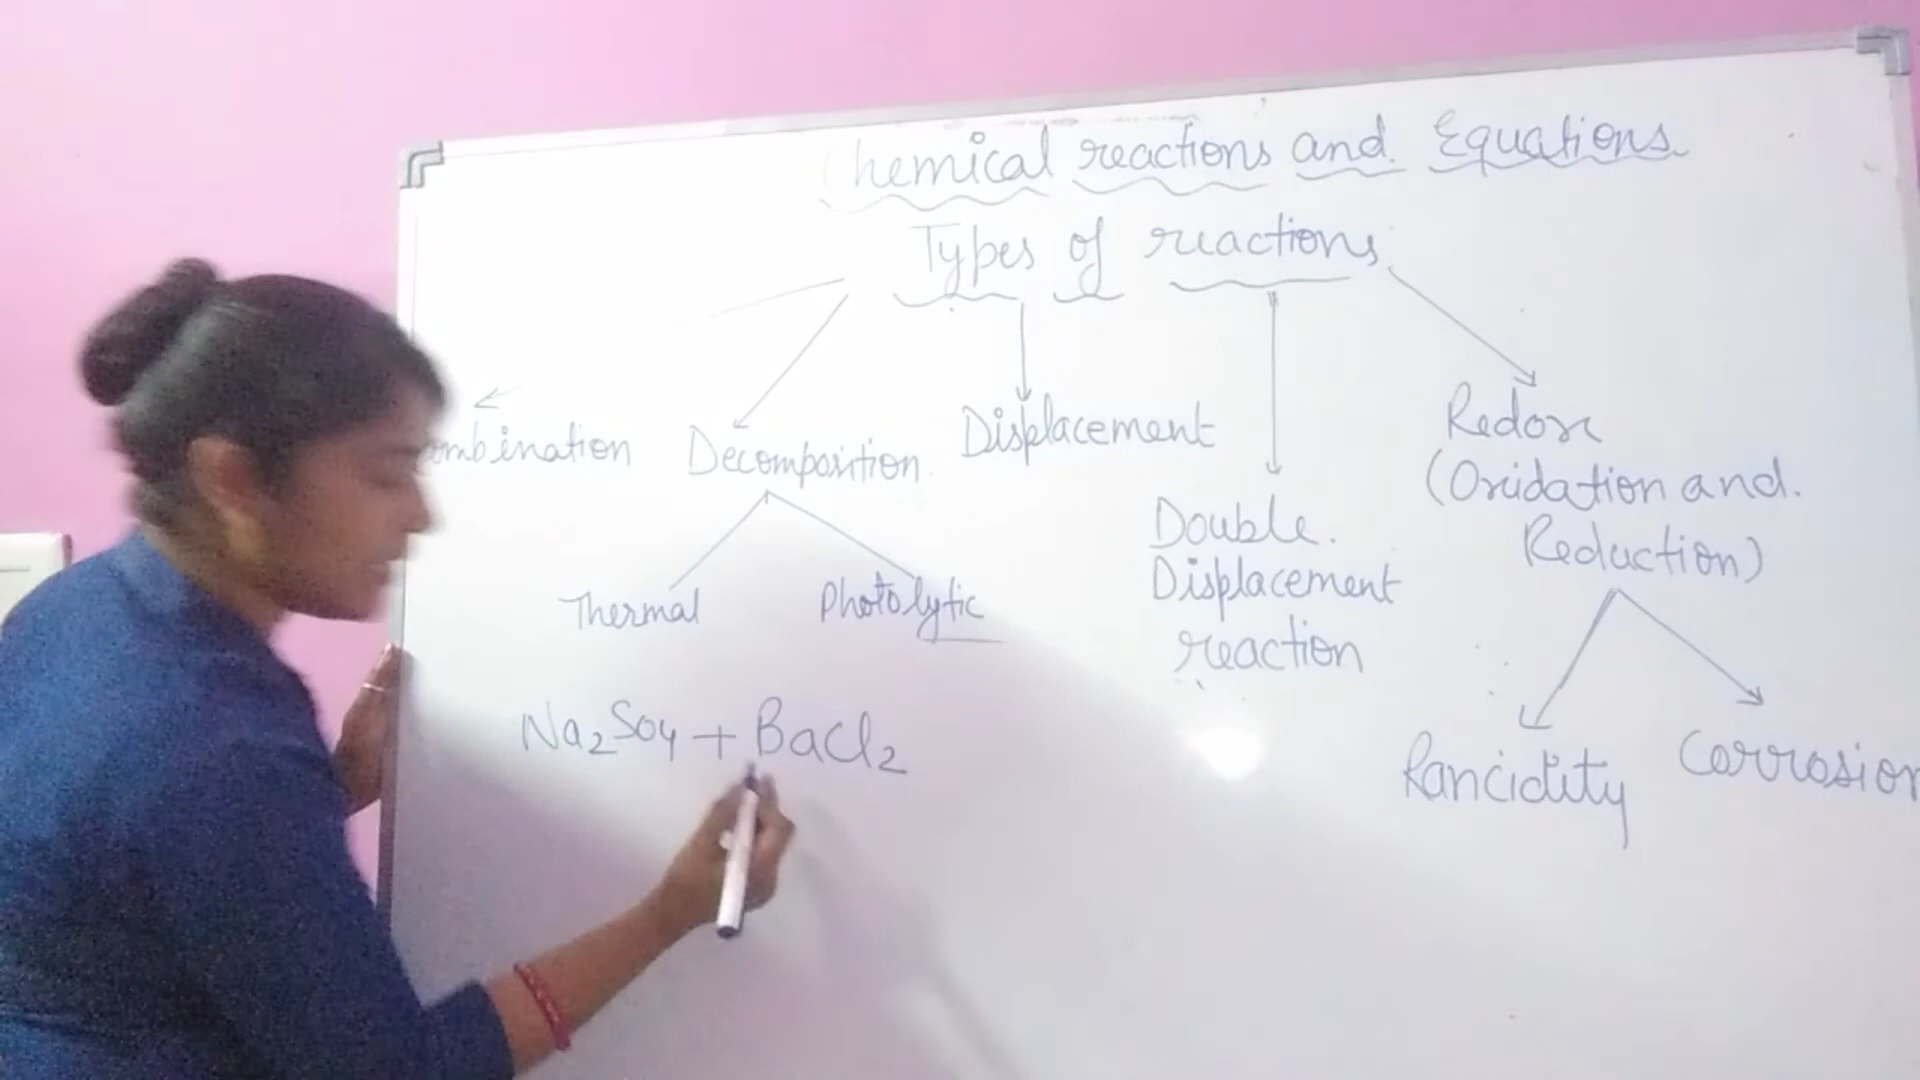 Chemical reactions and Equations
Types of reactions
ombination Decomposition Displacement Redox
(Oxidation and
Reduction)
Double
Displacement
reaction
Thermal Photolytic
Na2So4 + BaCl2
Rancidity Corrosion